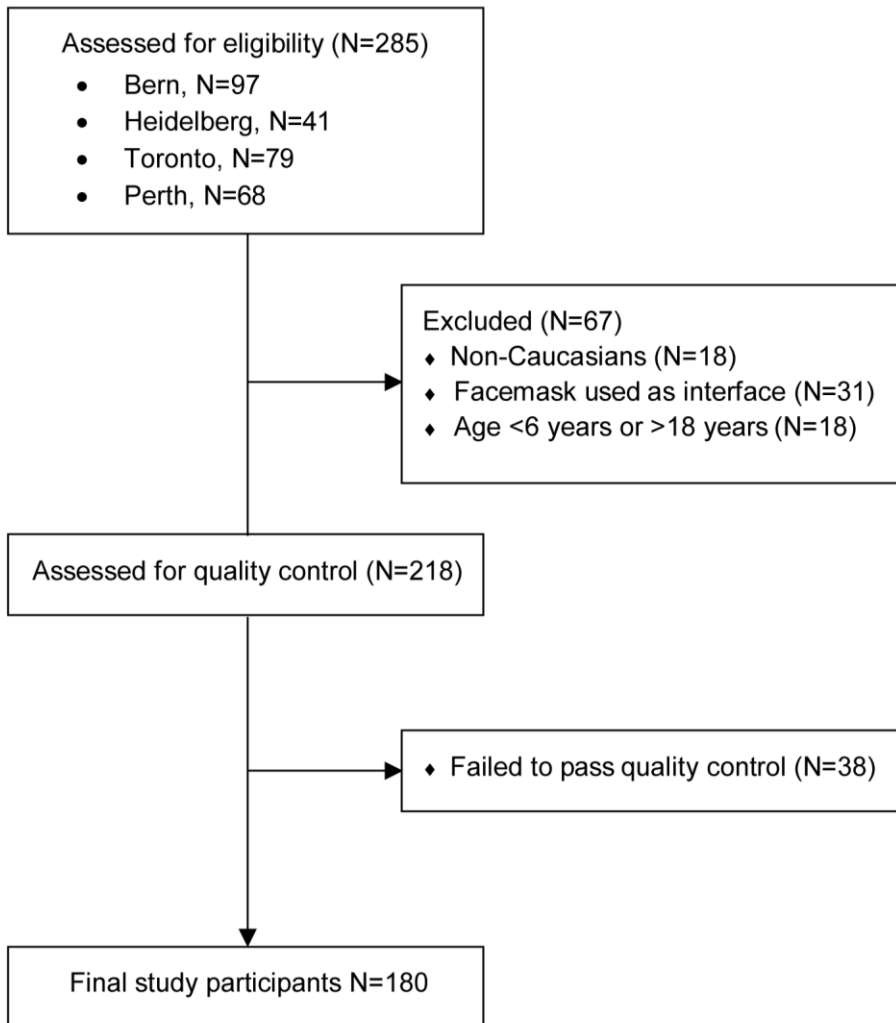 Assessed for eligibility (N=285)
• Bern, N=97
• Heidelberg, N=41
• Toronto, N=79
• Perth, N=68
Excluded (N=67)
♦ Non-Caucasians (N=18)
♦ Facemask used as interface (N=31)
♦ Age <6 years or >18 years (N=18)
Assessed for quality control (N=218)
♦ Failed to pass quality control (N=38)
Final study participants N=180